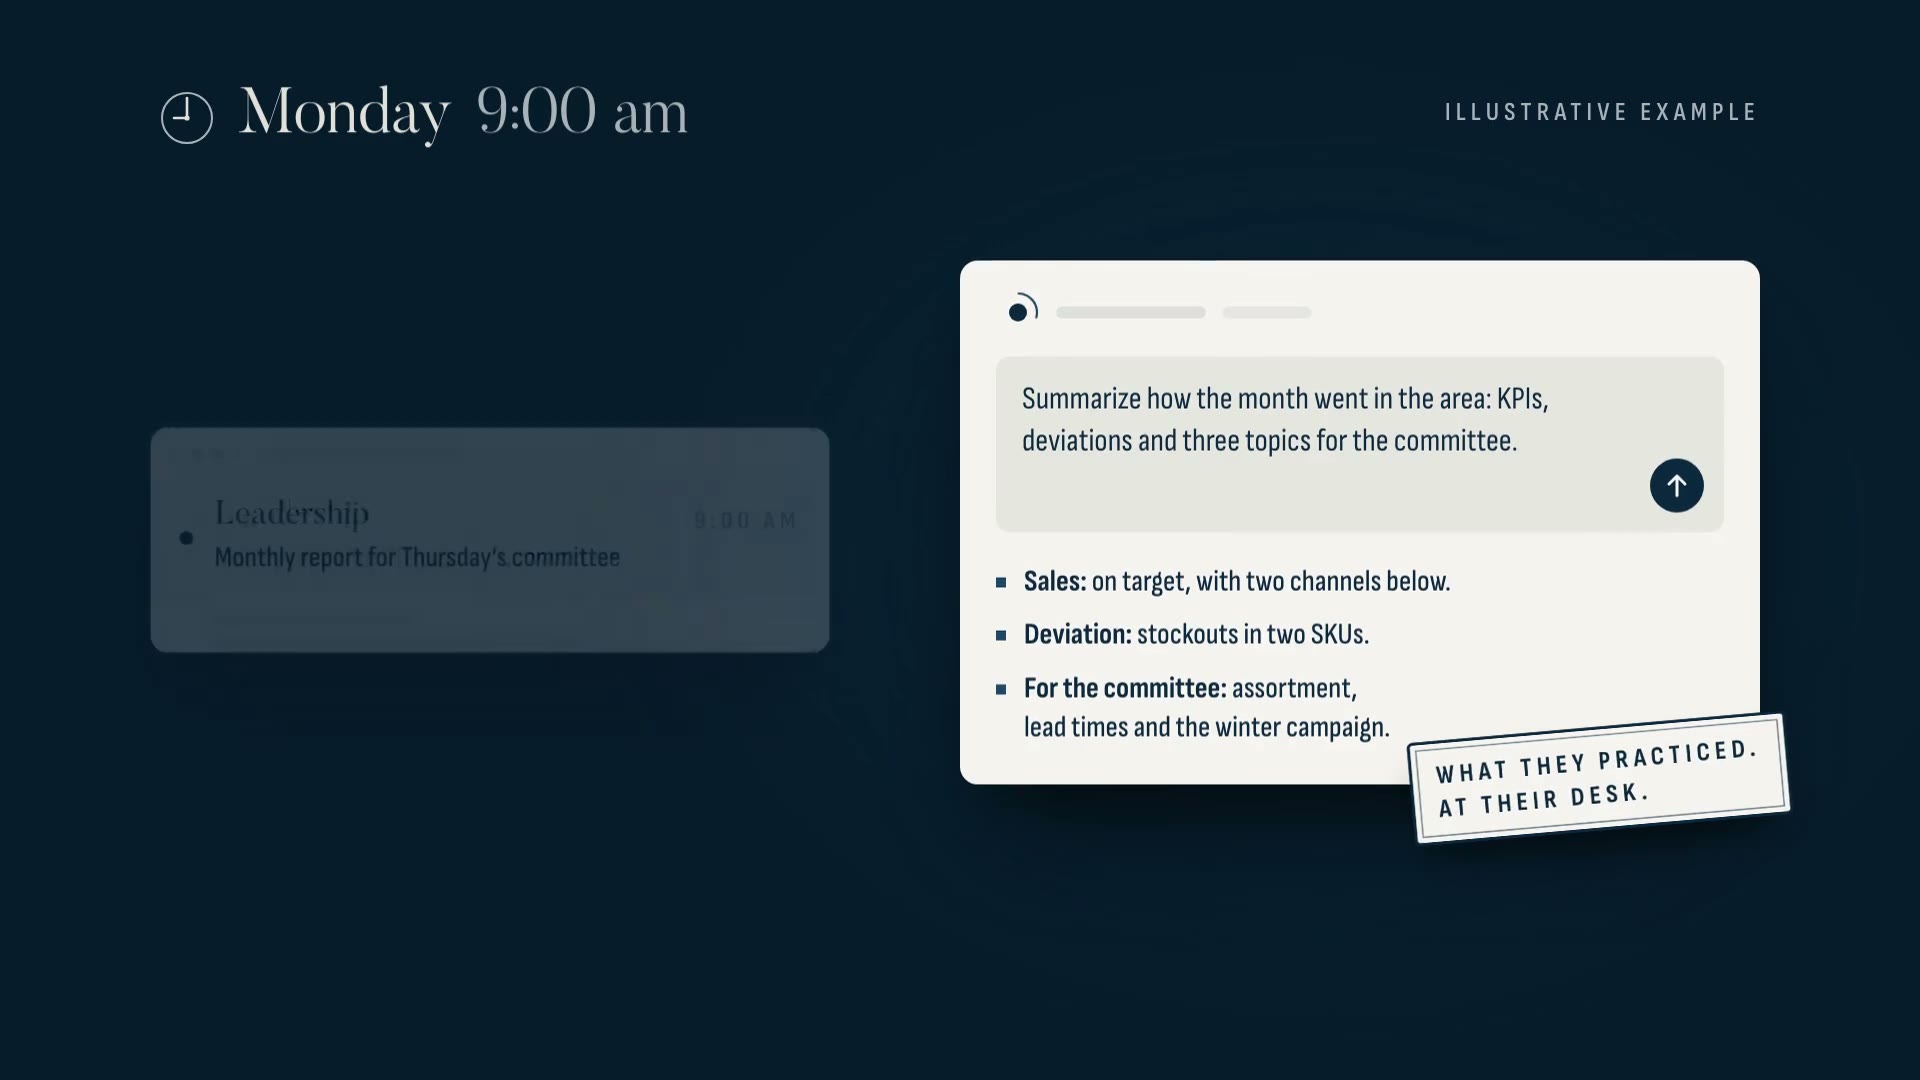 Monday 9:00 am
ILLUSTRATIVE EXAMPLE
Leadership
9:00 AM
Monthly report for Thursday's committee
Summarize how the month went in the area: KPIs,
deviations and three topics for the committee.
Sales: on target, with two channels below.
Deviation: stockouts in two SKUs.
For the committee: assortment,
lead times and the winter campaign.
WHAT THEY PRACTICED.
AT THEIR DESK.